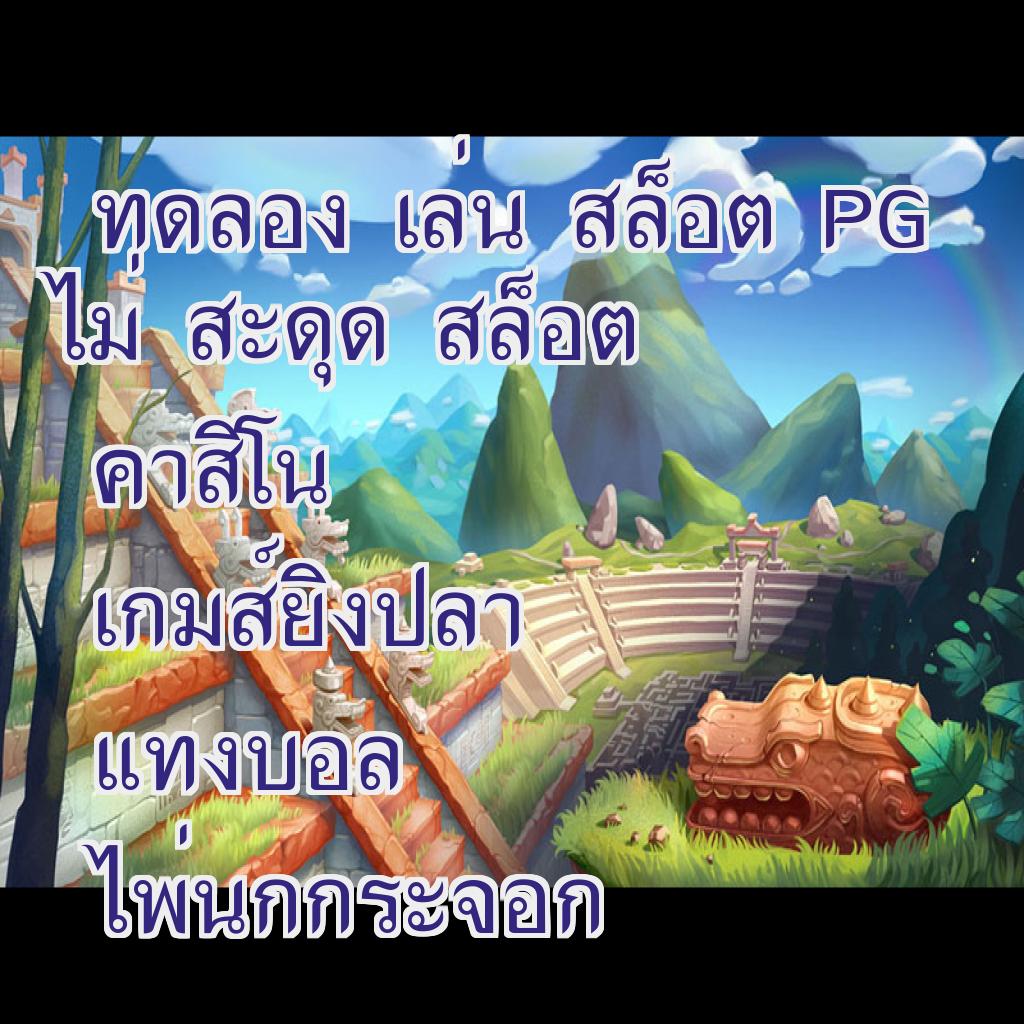 ทดลอง เล่น สล็อต PG
ไม่ สะดุด สล็อต
คาสิโน
เกมส์ยิงปลา
แทงบอล
ไพ่นกกระจอก